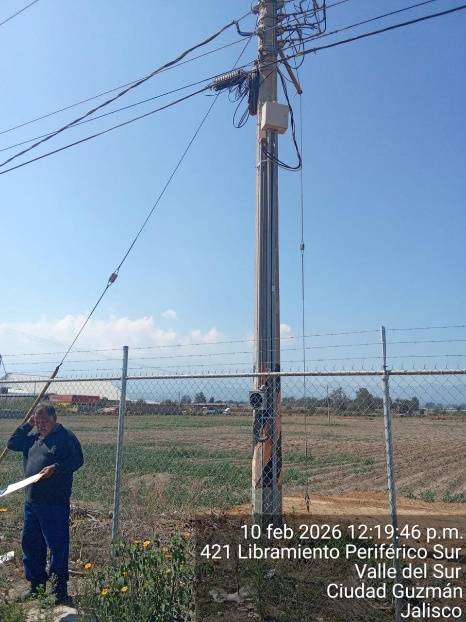 10 feb 2026 12:19:46 p.m.
421 Libramiento Periférico Sur
Valle del Sur
Ciudad Guzmán
Jalisco